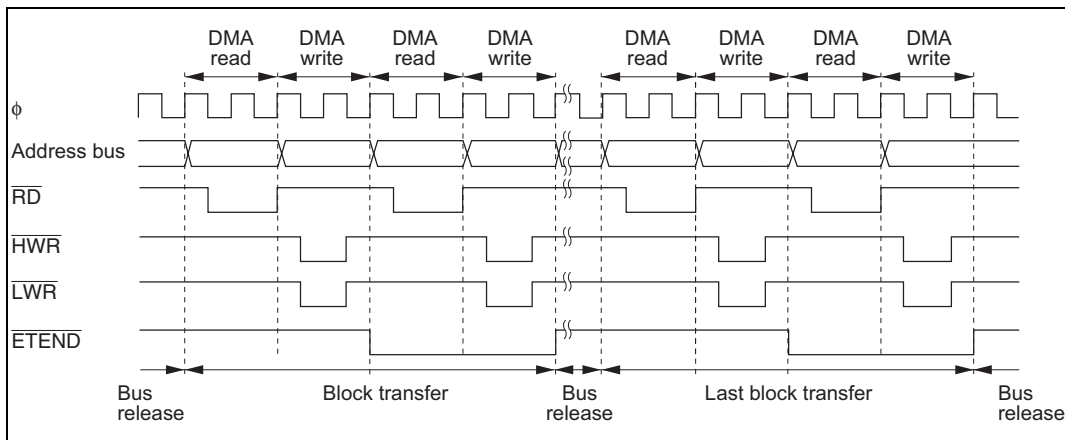 DMA read
DMA write
DMA read
DMA write
DMA read
DMA write
DMA read
DMA write
ϕ
Address bus
RD
HWR
LWR
ETEND
Bus release
Block transfer
Bus release
Last block transfer
Bus release